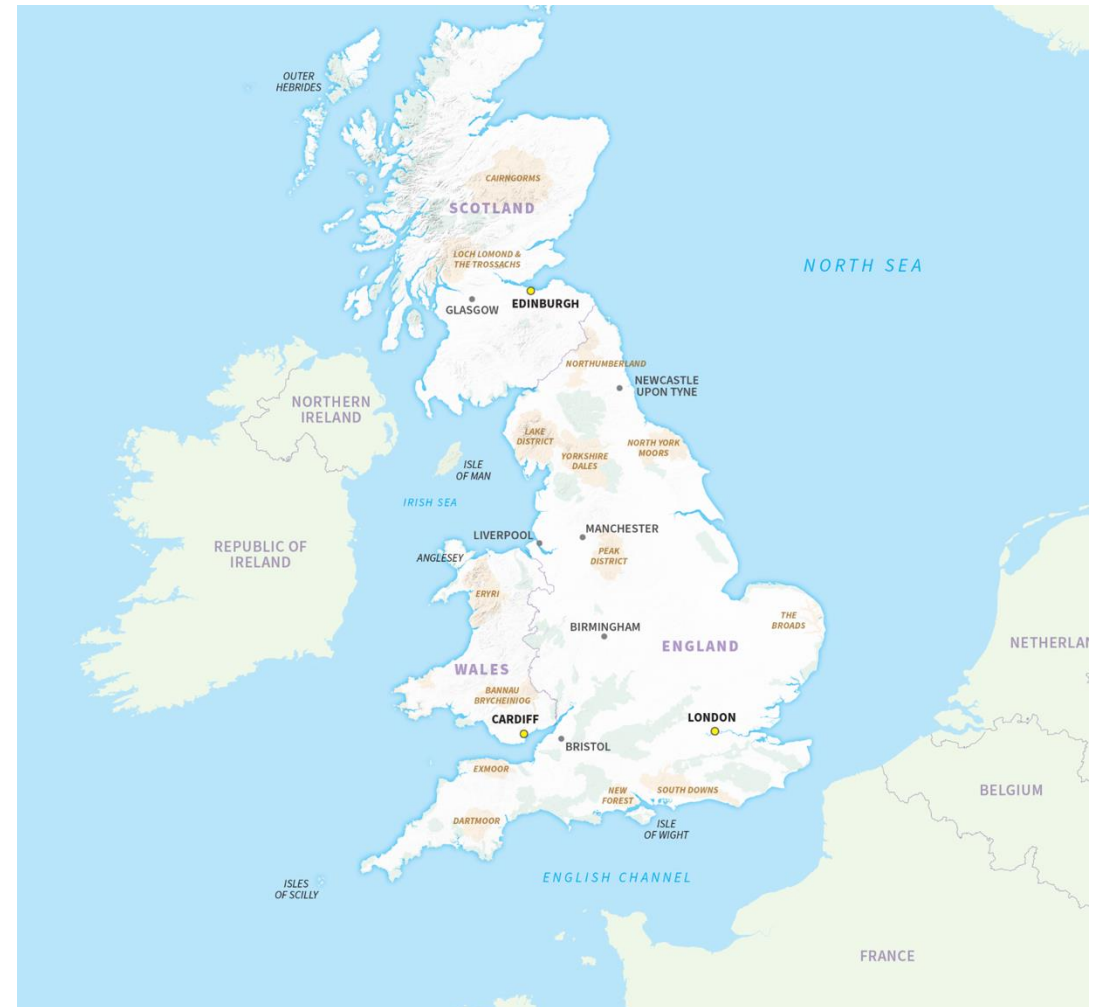 OUTER
HEBRIDES
CAIRNGORMS
SCOTLAND
LOCH LOMOND &
THE TROSSACHS
NORTH SEA
GLASGOW
EDINBURGH
NORTHUMBERLAND
NEWCASTLE
UPON TYNE
NORTHERN
IRELAND
LAKE
DISTRICT
YORKSHIRE
DALES
NORTH YORK
MOORS
ISLE
OF MAN
IRISH SEA
LIVERPOOL
MANCHESTER
REPUBLIC OF
IRELAND
ANGLESEY
PEAK
DISTRICT
ERYRI
THE
BROADS
BIRMINGHAM
ENGLAND
NETHERLAN
WALES
BANNAU
BRYCHEINIOG
CARDIFF
LONDON
BRISTOL
EXMOOR
NEW
FOREST
SOUTH DOWNS
BELGIUM
DARTMOOR
ISLE
OF WIGHT
ISLES
OF SCILLY
ENGLISH CHANNEL
FRANCE